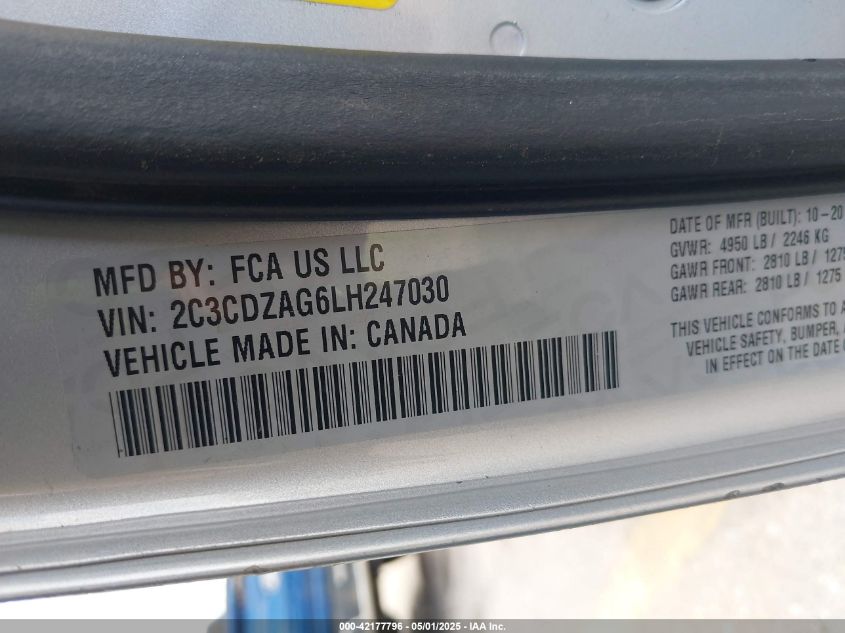 MFD BY: FCA US LLC
VIN: 2C3CDZAG6LH247030
VEHICLE MADE IN: CANADA
DATE OF MFR (BUILT): 10-20
GVWR: 4950 LB / 2246 KG
GAWR FRONT: 2810 LB / 1275
GAWR REAR: 2810 LB / 1275
THIS VEHICLE CONFORMS TO A
VEHICLE SAFETY, BUMPER,
IN EFFECT ON THE DATE
000-42177796 - 05/01/2025 - IAA Inc.